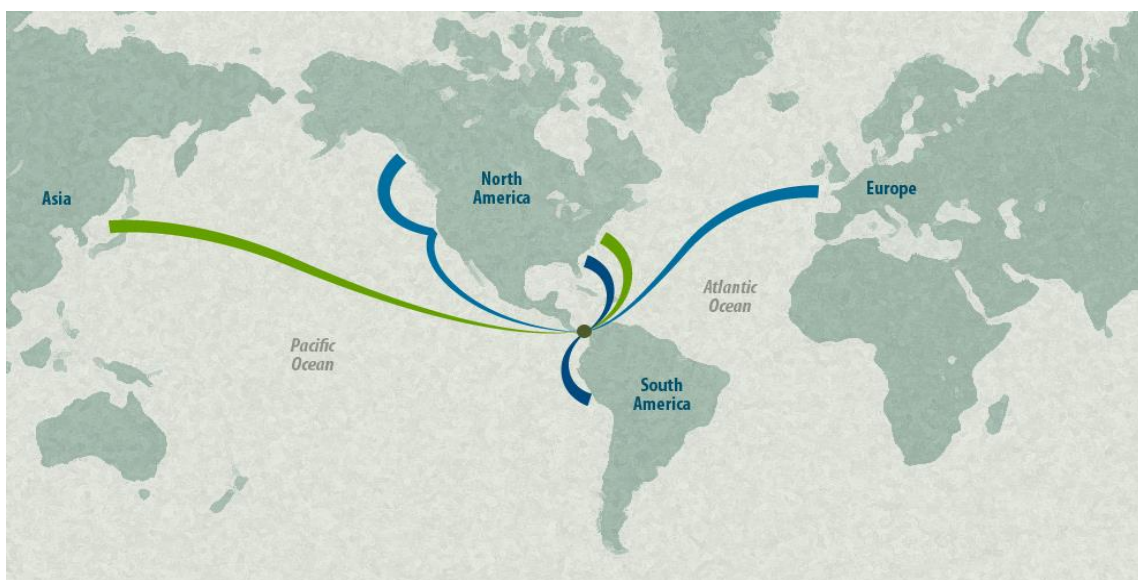 North
America
Asia
Europe
Atlantic
Ocean
Pacific
Ocean
South
America